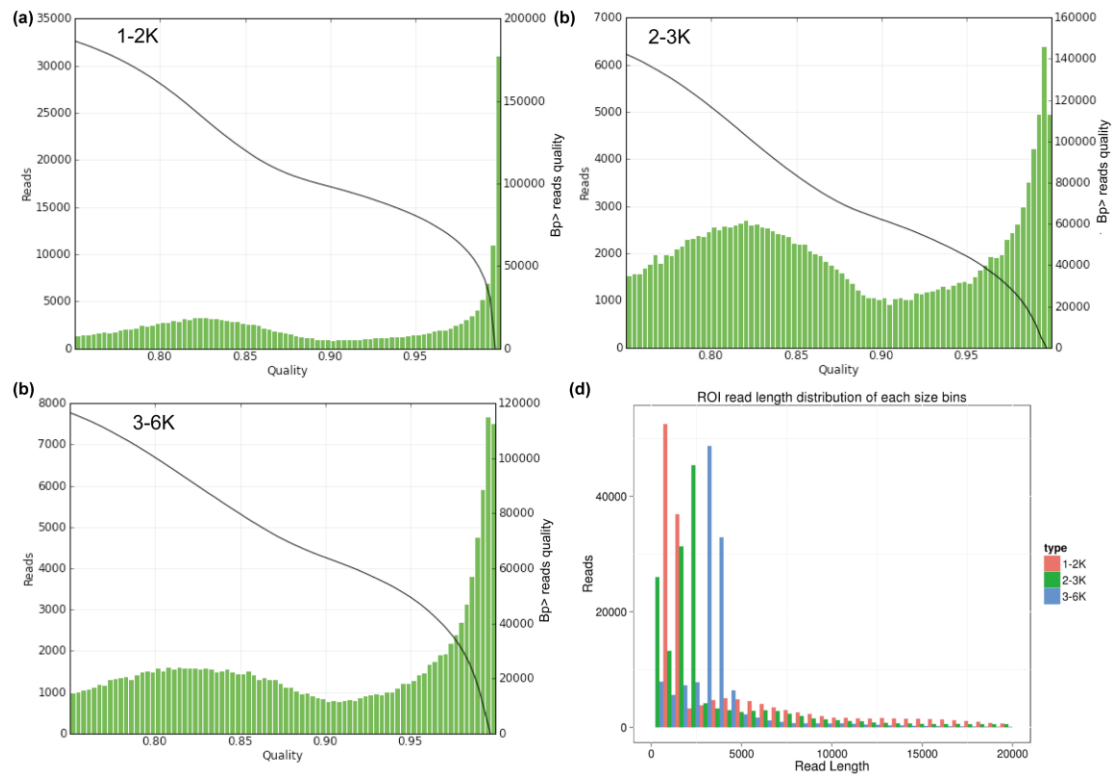 (a)
1-2K
35000
30000
25000
20000
15000
10000
5000
0
Reads
0.80 0.85 0.90 0.95
Quality
200000
150000
100000
50000
0
Bp> reads quality
(b)
2-3K
7000
6000
5000
4000
3000
2000
1000
0
Reads
0.80 0.85 0.90 0.95
Quality
160000
140000
120000
100000
80000
60000
40000
20000
0
Bp> reads quality
(b)
3-6K
8000
7000
6000
5000
4000
3000
2000
1000
0
Reads
0.80 0.85 0.90 0.95
Quality
120000
100000
80000
60000
40000
20000
0
Bp> reads quality
(d)
ROI read length distribution of each size bins
40000
20000
0
Reads
0 5000 10000 15000 20000
Read Length
type
1-2K
2-3K
3-6K